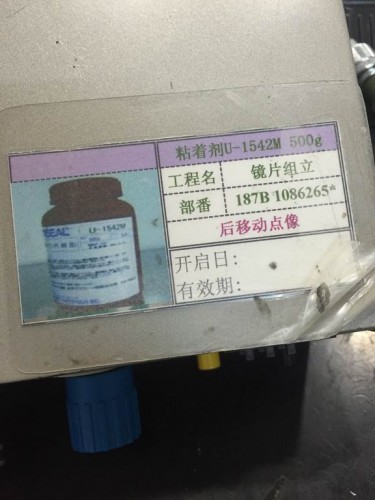 粘着剂U-1542M 500g
工程名 镜片组立
部番 187B 1086265*
后移动点像
开启日:
有效期:
SEAL
U-1542M